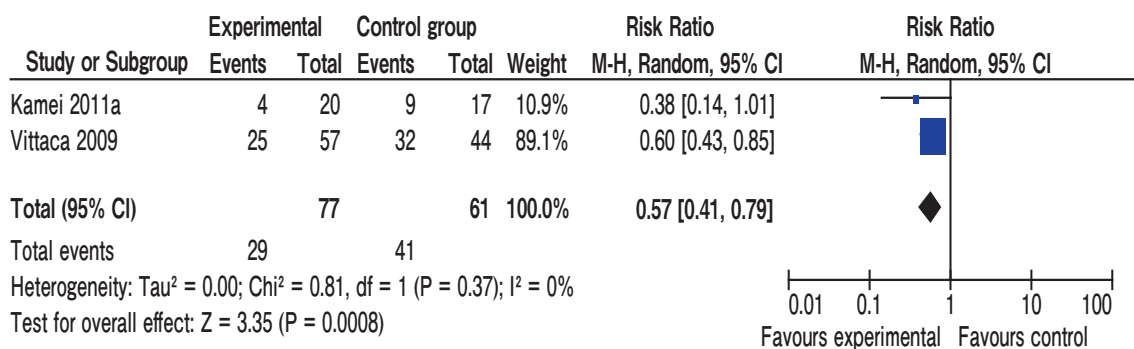 Experimental Control group Risk Ratio Risk Ratio
Study or Subgroup Events Total Events Total Weight M-H, Random, 95% CI M-H, Random, 95% CI
Kamei 2011a 4 20 9 17 10.9% 0.38 [0.14, 1.01]
Vittaca 2009 25 57 32 44 89.1% 0.60 [0.43, 0.85]
Total (95% CI) 77 61 100.0% 0.57 [0.41, 0.79]
Total events 29 41
Heterogeneity: Tau² = 0.00; Chi² = 0.81, df = 1 (P = 0.37); I² = 0%
Test for overall effect: Z = 3.35 (P = 0.0008)
0.01 0.1 1 10 100
Favours experimental Favours control